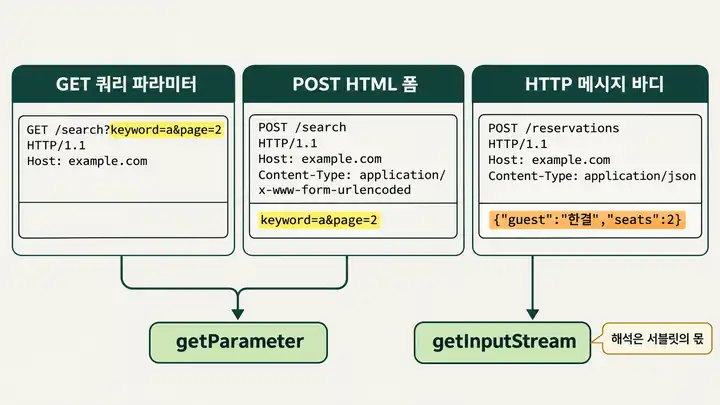 GET 쿼리 파라미터
GET /search?keyword=a&page=2
HTTP/1.1
Host: example.com
POST HTML 폼
POST /search
HTTP/1.1
Host: example.com
Content-Type: application/
x-www-form-urlencoded
keyword=a&page=2
HTTP 메시지 바디
POST /reservations
HTTP/1.1
Host: example.com
Content-Type: application/json
{"guest":"한결","seats":2}
getParameter
getInputStream
해석은 서블릿의 몫